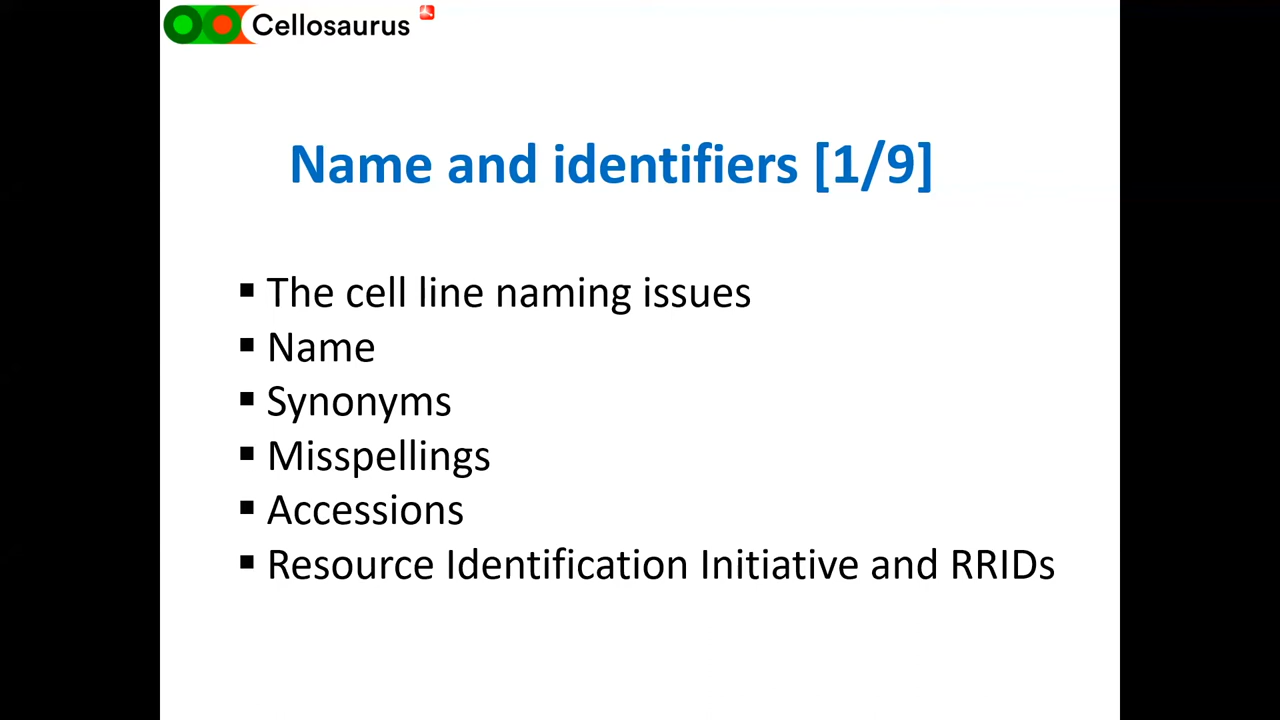 Cellosaurus
Name and identifiers [1/9]
▪ The cell line naming issues
▪ Name
▪ Synonyms
▪ Misspellings
▪ Accessions
▪ Resource Identification Initiative and RRIDs